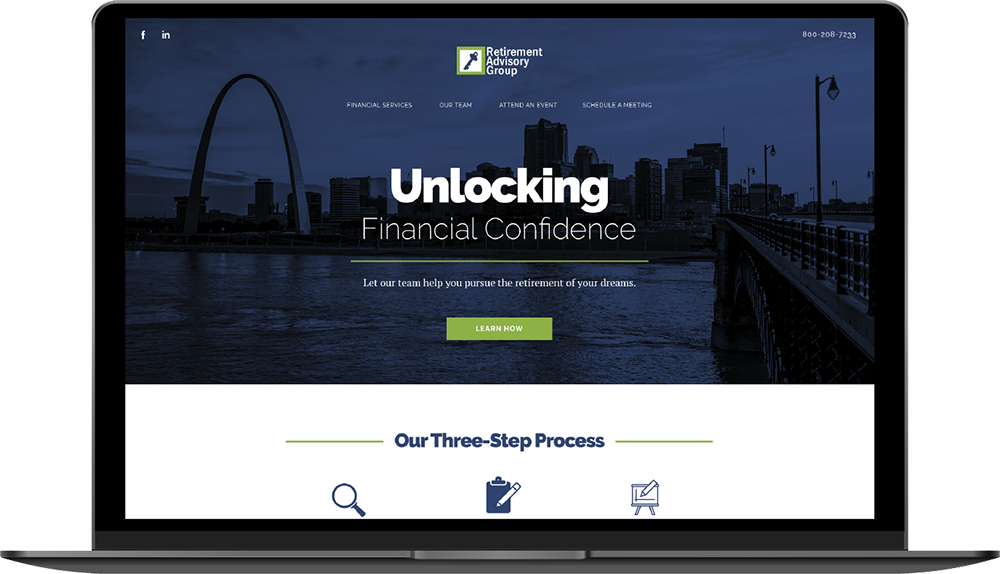 f in
800-208-7233
Retirement
Advisory
Group
FINANCIAL SERVICES OUR TEAM ATTEND AN EVENT SCHEDULE A MEETING
Unlocking
Financial Confidence
Let our team help you pursue the retirement of your dreams.
LEARN HOW
Our Three-Step Process